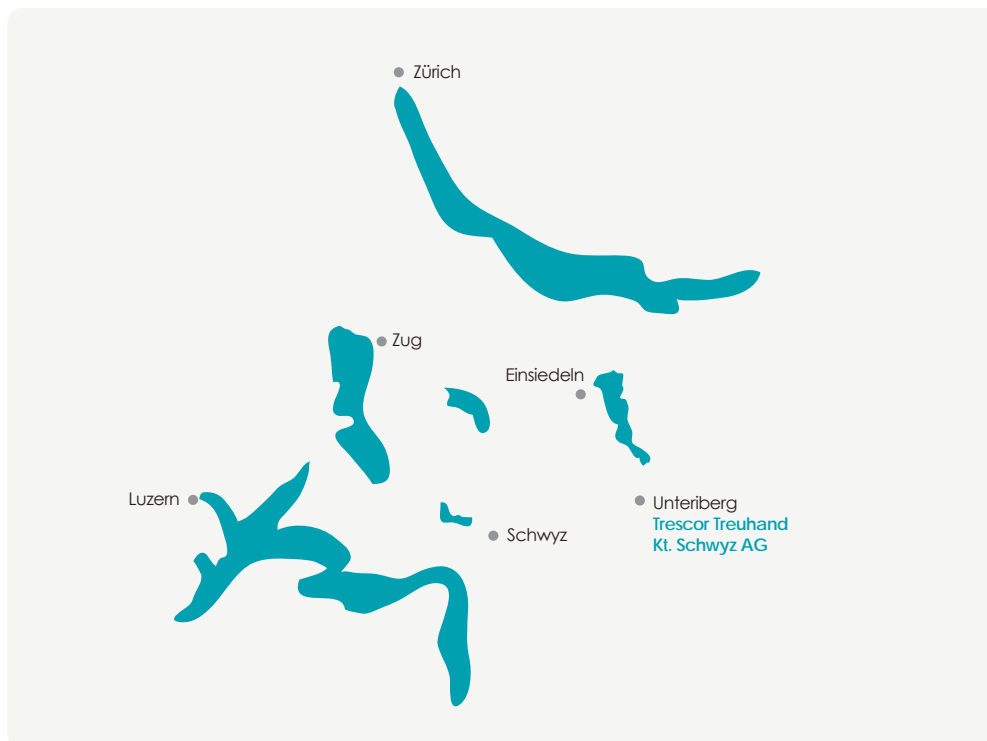 Zürich
Zug
Einsiedeln
Luzern
Unteriberg
Trescor Treuhand
Kt. Schwyz AG
Schwyz